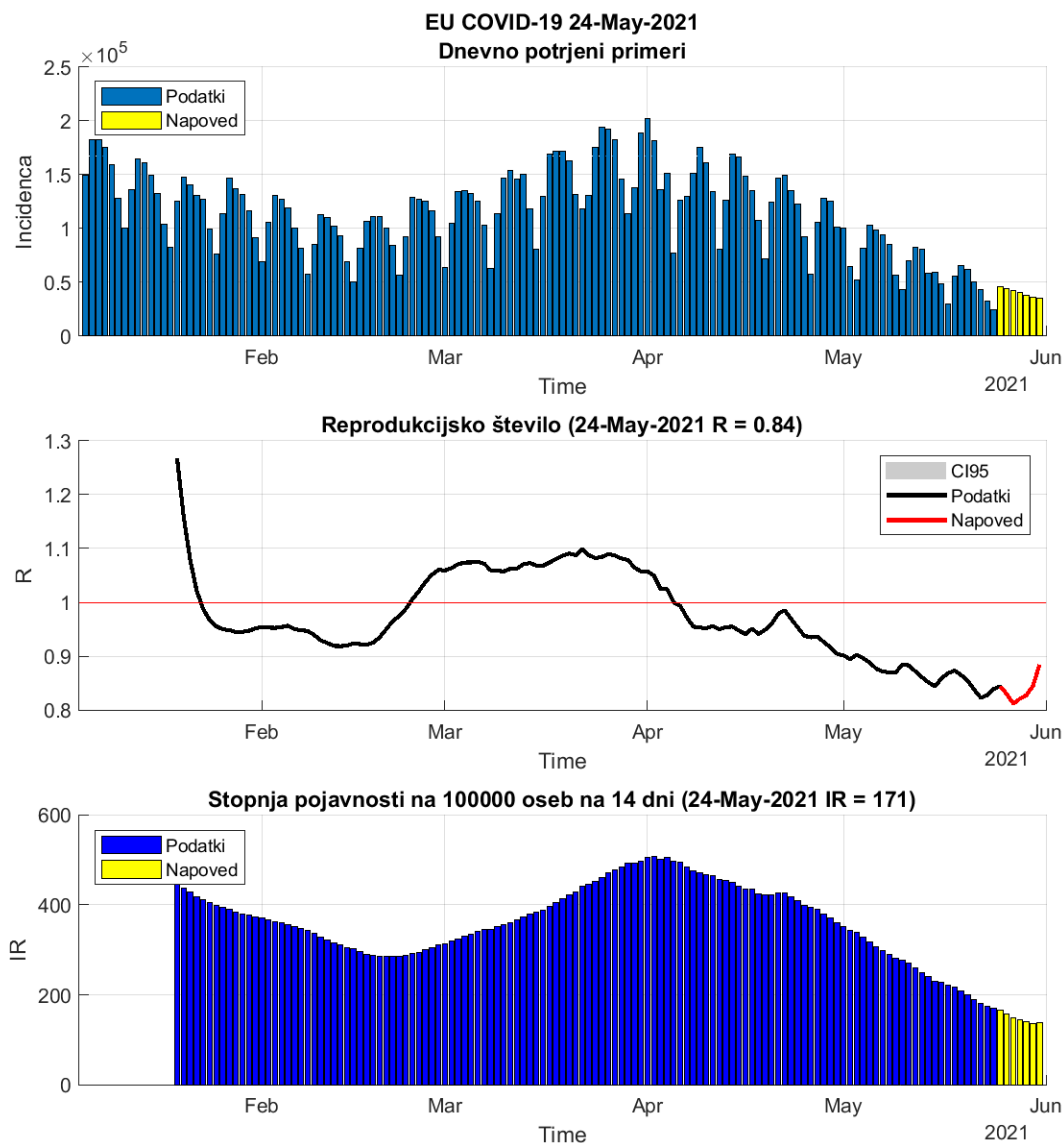 EU COVID-19 24-May-2021
Dnevno potrjeni primeri
×10⁵
2.5
2
1.5
1
0.5
0
Incidenca
Podatki
Napoved
Feb
Mar
Apr
May
Jun
Time
2021
Reprodukcijsko število (24-May-2021 R = 0.84)
1.3
1.2
1.1
1
0.9
0.8
R
CI95
Podatki
Napoved
Feb
Mar
Apr
May
Jun
Time
2021
Stopnja pojavnosti na 100000 oseb na 14 dni (24-May-2021 IR = 171)
600
400
200
0
IR
Podatki
Napoved
Feb
Mar
Apr
May
Jun
Time
2021